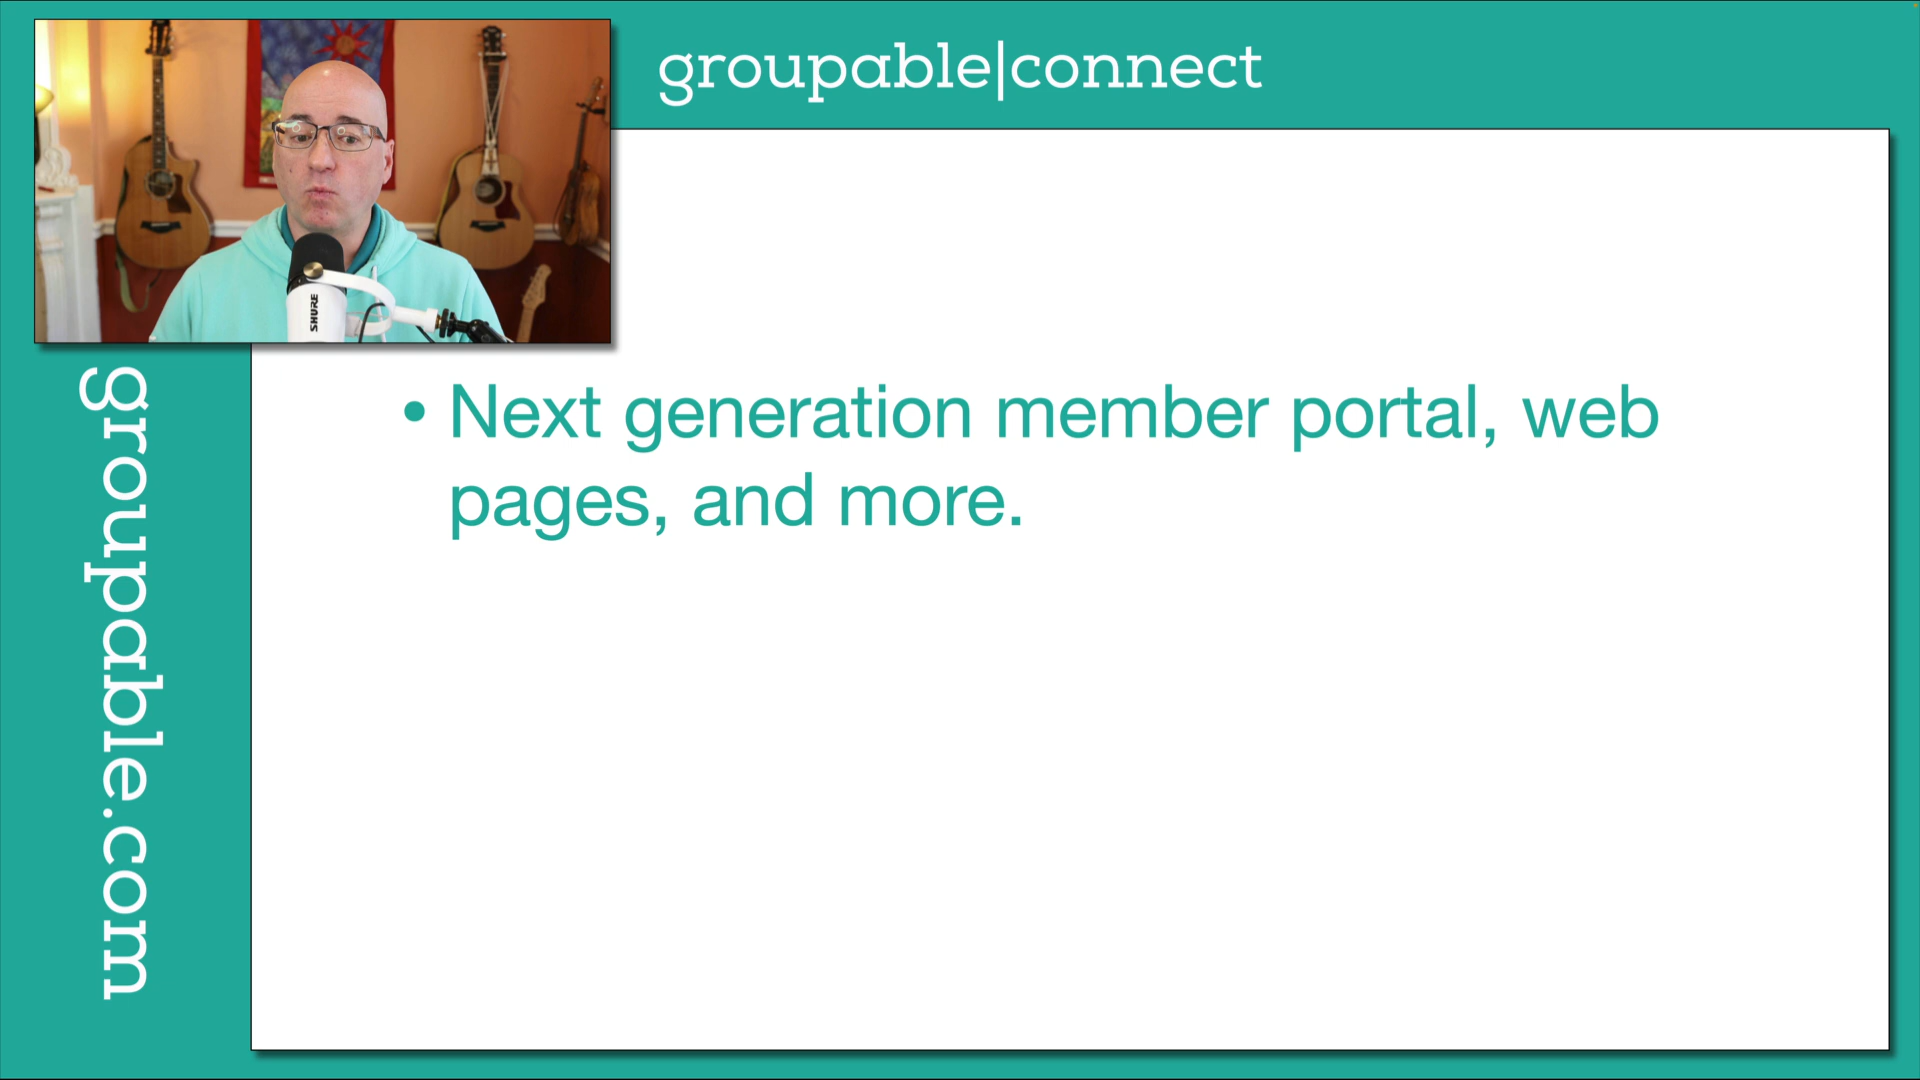 groupable|connect
SHURE
groupable.com
• Next generation member portal, web
pages, and more.